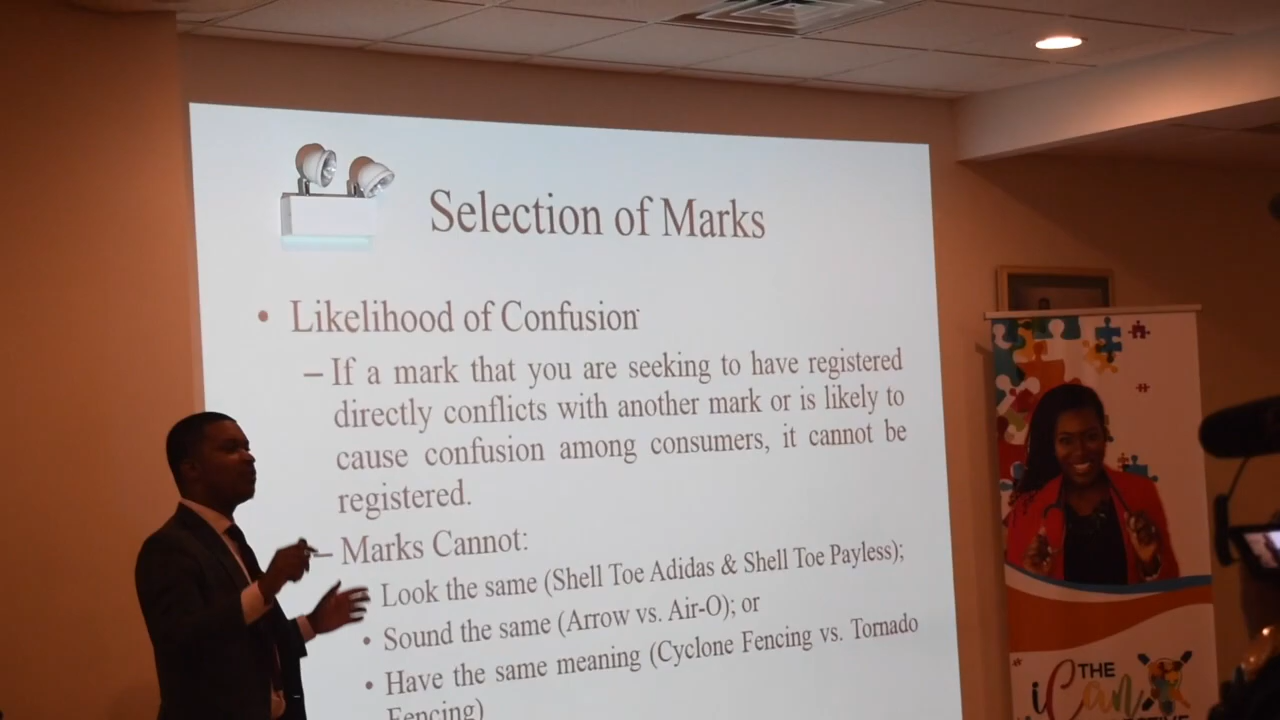 Selection of Marks
• Likelihood of Confusion
– If a mark that you are seeking to have registered
directly conflicts with another mark or is likely to
cause confusion among consumers, it cannot be
registered.
– Marks Cannot:
Look the same (Shell Toe Adidas & Shell Toe Payless);
• Sound the same (Arrow vs. Air-O); or
• Have the same meaning (Cyclone Fencing vs. Tornado
Fencing)
THE
iCan